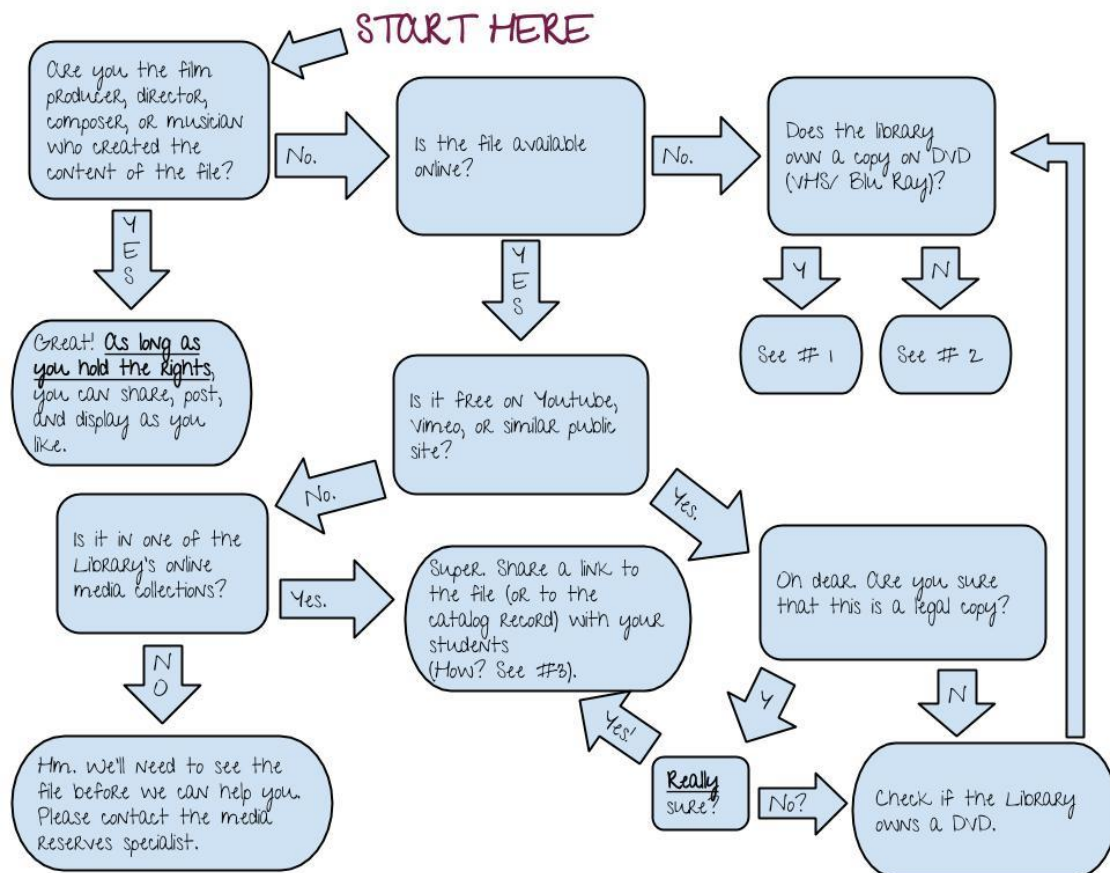 START HERE
Are you the film
producer, director,
composer, or musician
who created the
content of the file?
No.
Is the file available
online?
No.
Does the library
own a copy on DVD
(VHS/ Blu Ray)?
Y
E
S
Y
E
S
Y
N
Great! As long as
you hold the rights,
you can share, post,
and display as you
like.
See # 1
See # 2
Is it free on Youtube,
Vimeo, or similar public
site?
No.
Yes.
Is it in one of the
Library's online
media collections?
Yes.
Super. Share a link to
the file (or to the
catalog record) with your
students
(How? See #3).
Oh dear. Are you sure
that this is a legal copy?
N
O
Y
N
Yes!
Hm. We'll need to see the
file before we can help you.
Please contact the media
reserves specialist.
Really
sure?
No?
Check if the Library
owns a DVD.